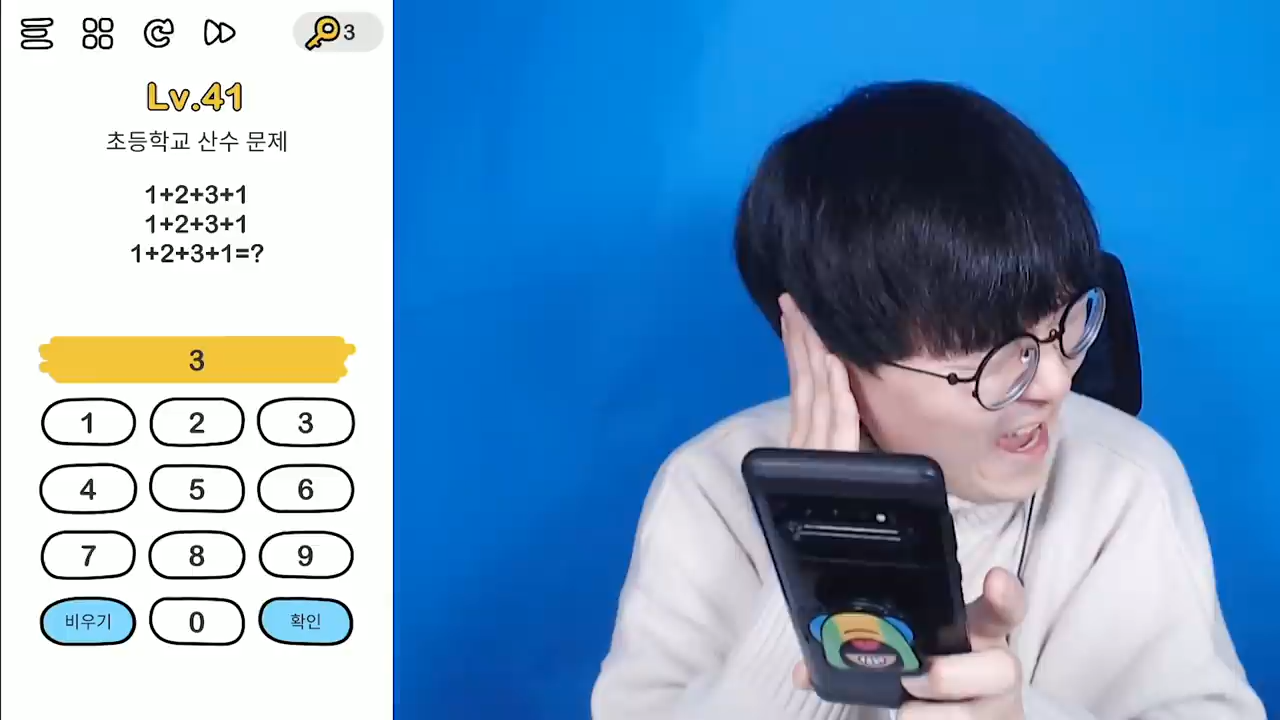 3
Lv.41
초등학교 산수 문제
1+2+3+1
1+2+3+1
1+2+3+1=?
3
1 2 3
4 5 6
7 8 9
비우기 0 확인